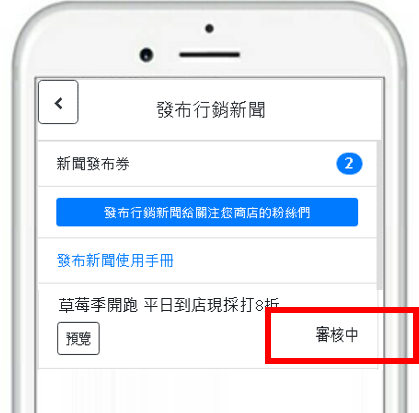 發布行銷新聞
新聞發布券 2
發布行銷新聞給關注您商店的粉絲們
發布新聞使用手冊
草莓季開跑 平日到店現採打8折
預覽 審核中